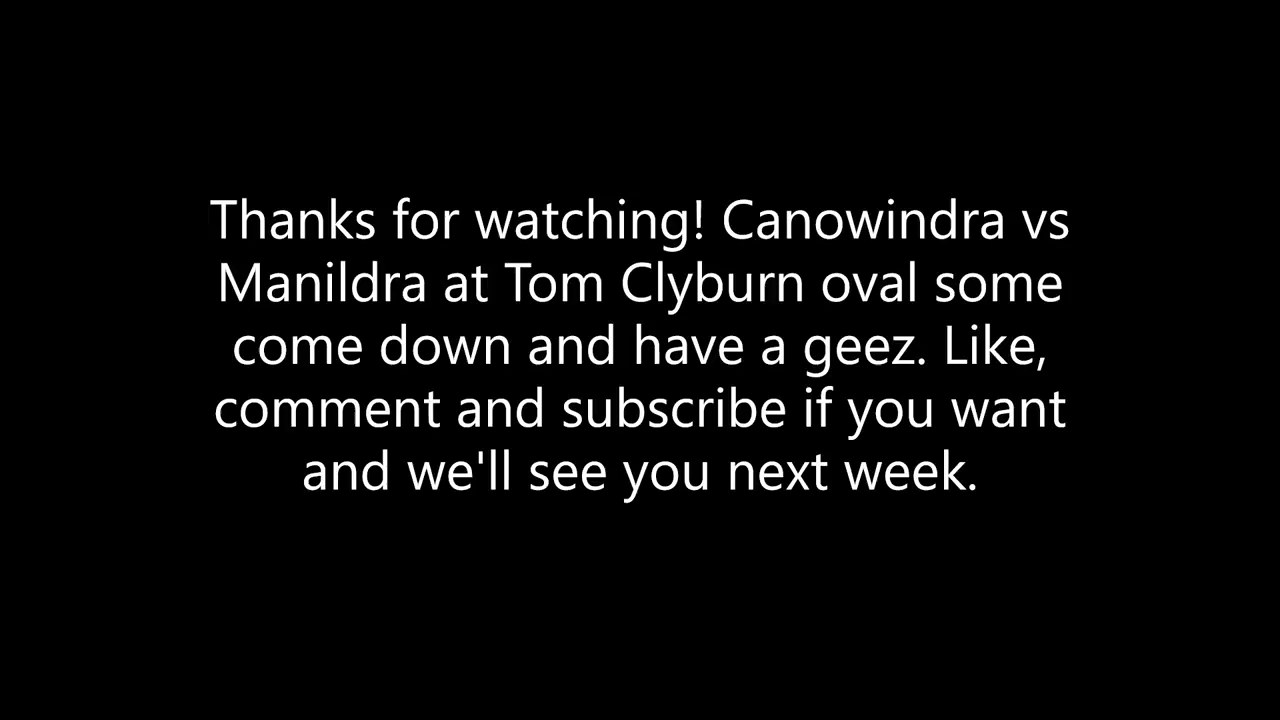 Thanks for watching! Canowindra vs
Manildra at Tom Clyburn oval some
come down and have a geez. Like,
comment and subscribe if you want
and we'll see you next week.